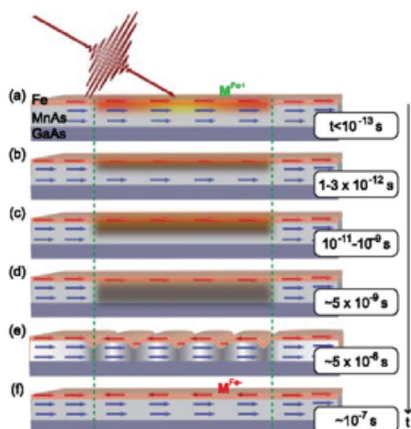 (a)
M^Fe+
Fe
MnAs
GaAs
t<10^-13 s
(b)
1-3 x 10^-12 s
(c)
10^-11-10^-9 s
(d)
~5 x 10^-9 s
(e)
~5 x 10^-8 s
(f)
M^Fe-
~10^-7 s
t